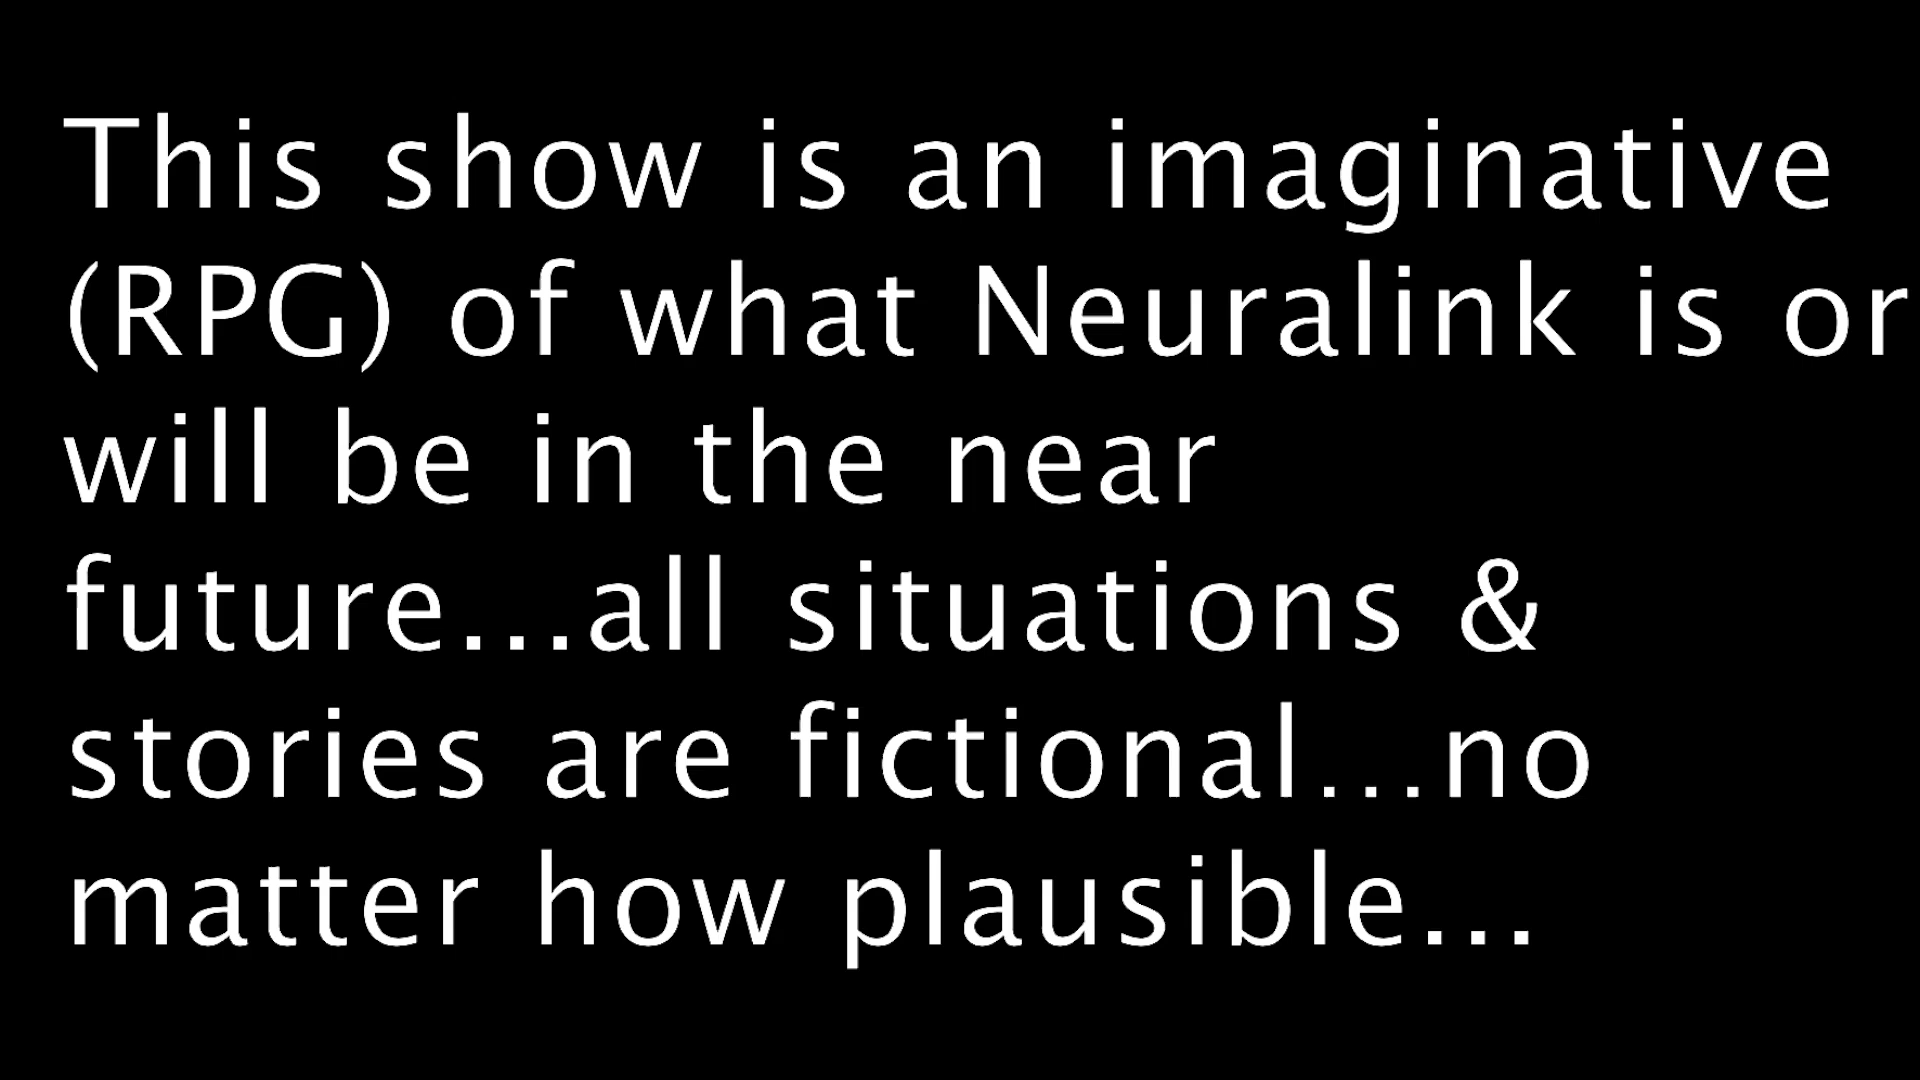 This show is an imaginative
(RPG) of what Neuralink is or
will be in the near
future...all situations &
stories are fictional...no
matter how plausible...